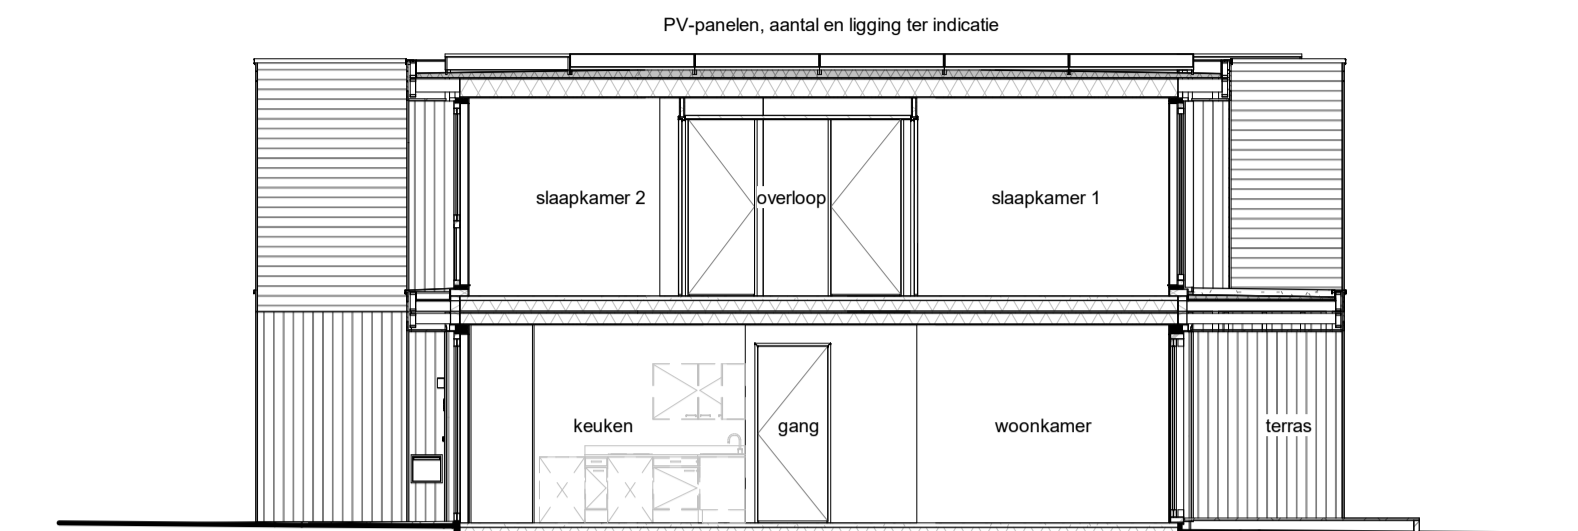 PV-panelen, aantal en ligging ter indicatie
slaapkamer 2
overloop
slaapkamer 1
keuken
gang
woonkamer
terras